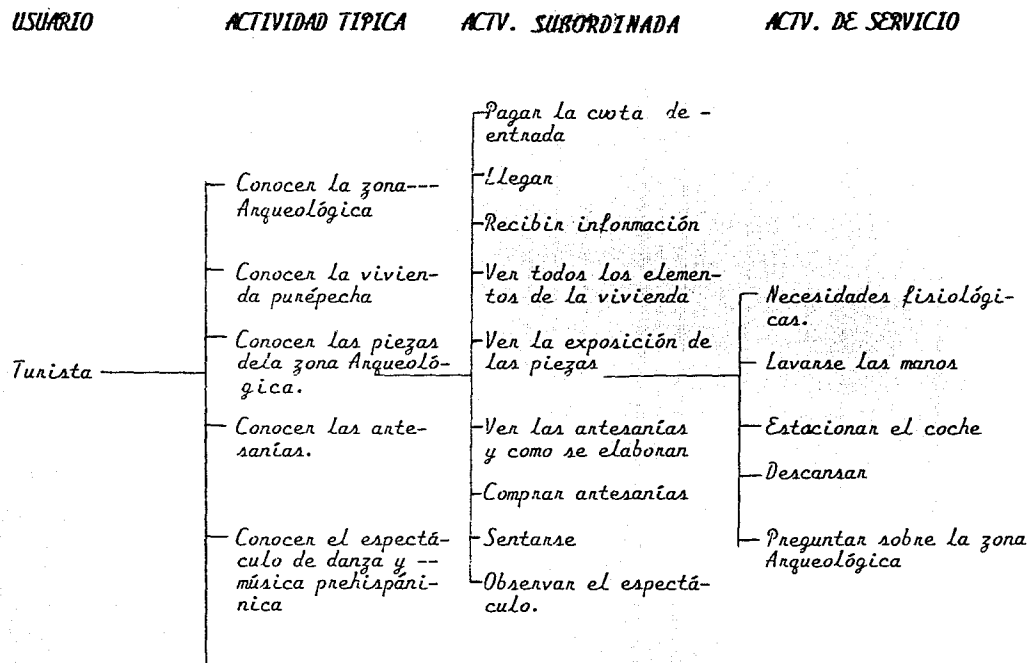 USUARIO ACTIVIDAD TIPICA ACTV. SUBORDINADA ACTV. DE SERVICIO
Turista
Conocer la zona---
Arqueológica
Conocer la vivien-
da purépecha
Conocer las piezas
dela zona Arqueoló-
gica.
Conocer las arte-
sanías.
Conocer el espectá-
culo de danza y --
música prehispáni-
nica
Pagar la cuota de -
entrada
Llegar
Recibir información
Ver todos los elemen-
tos de la vivienda
Ver la exposición de
las piezas
Ver las artesanías
y como se elaboran
Comprar artesanías
Sentarse
Observar el espectá-
culo.
Necesidades fisiológi-
cas.
Lavarse las manos
Estacionar el coche
Descansar
Preguntar sobre la zona
Arqueológica